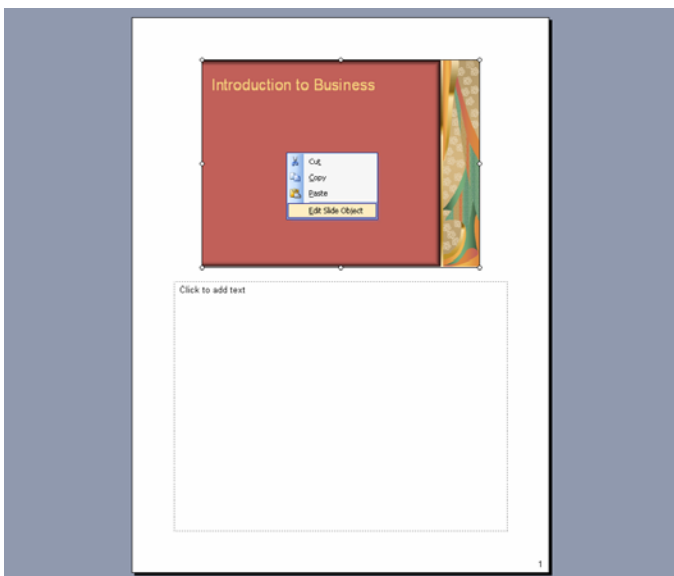 Introduction to Business
Cut
Copy
Paste
Edit Slide Object
Click to add text
1